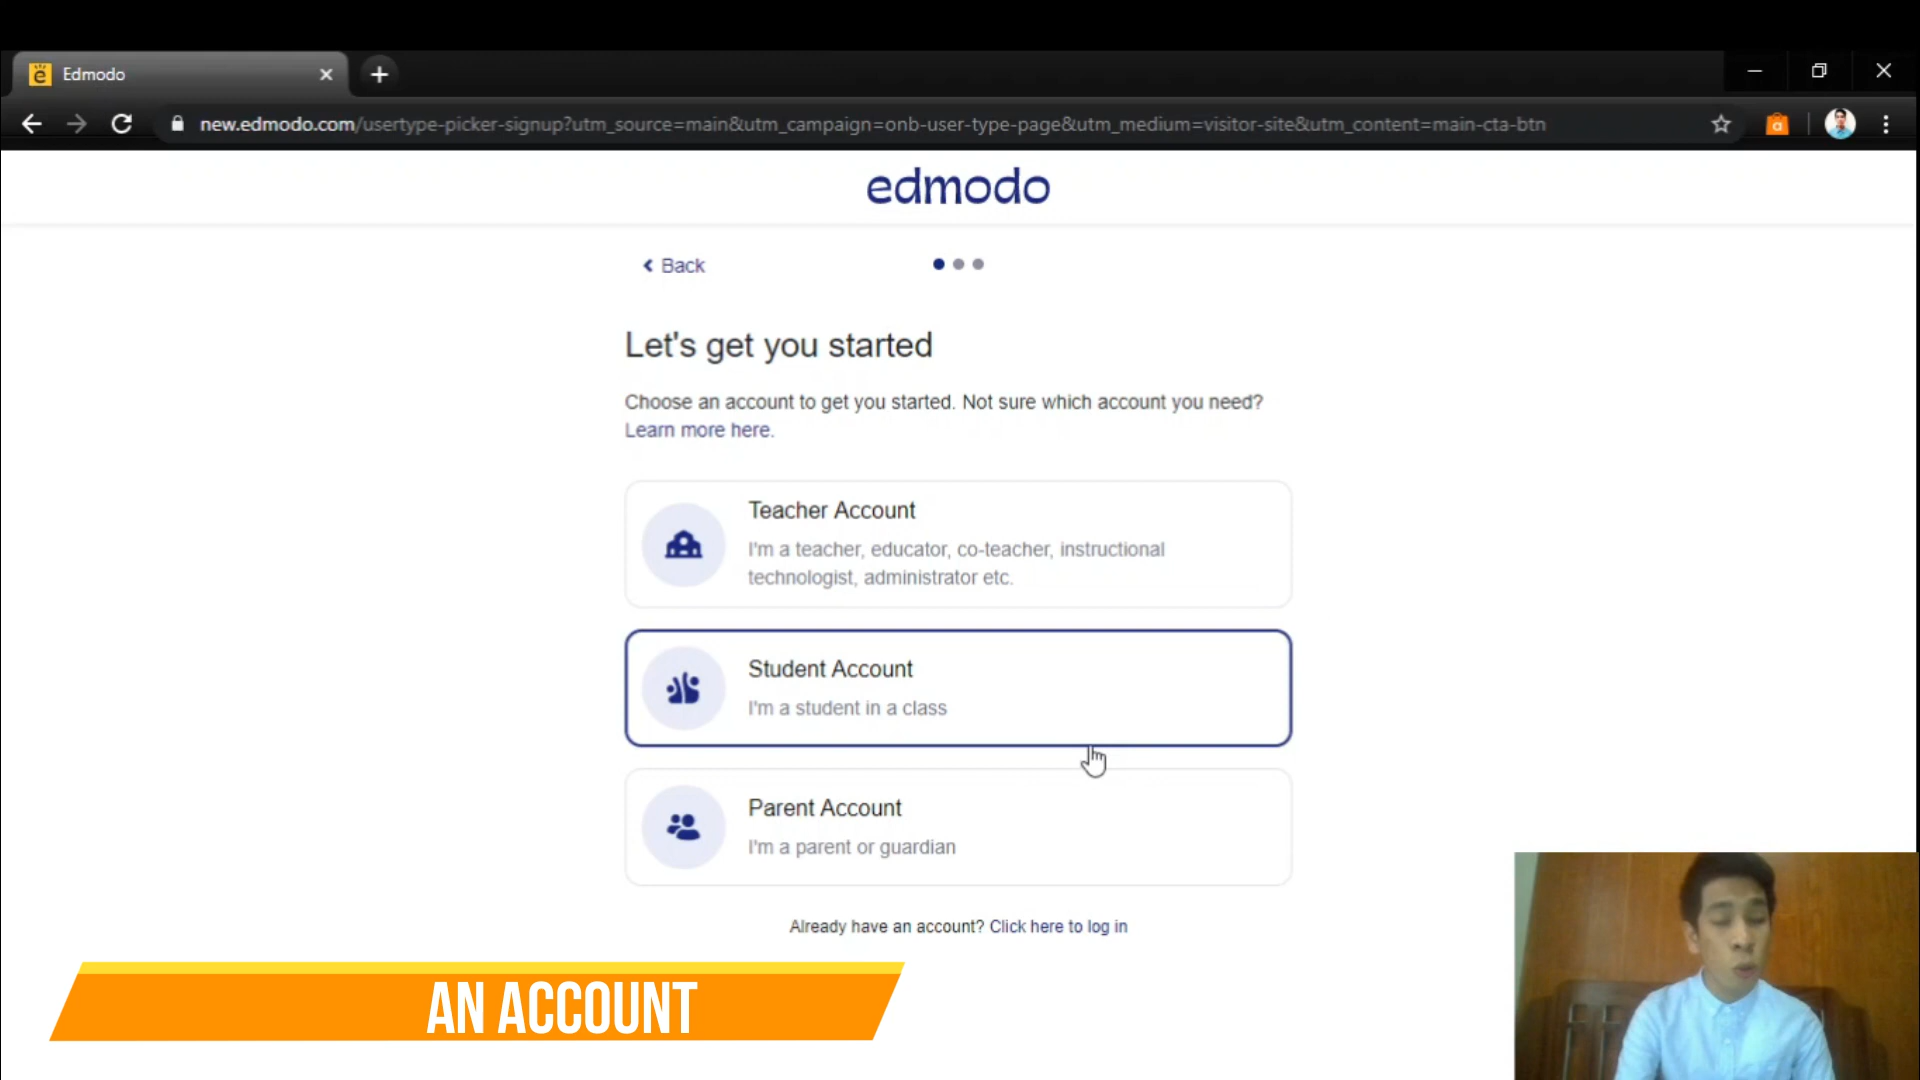 Edmodo
new.edmodo.com/usertype-picker-signup?utm_source=main&utm_campaign=onb-user-type-page&utm_medium=visitor-site&utm_content=main-cta-btn
edmodo
Back
Let's get you started
Choose an account to get you started. Not sure which account you need?
Learn more here.
Teacher Account
I'm a teacher, educator, co-teacher, instructional
technologist, administrator etc.
Student Account
I'm a student in a class
Parent Account
I'm a parent or guardian
Already have an account? Click here to log in
AN ACCOUNT